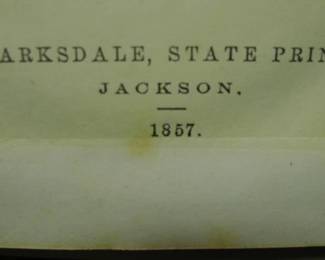 ARKSDALE, STATE PRIN
JACKSON.
1857.